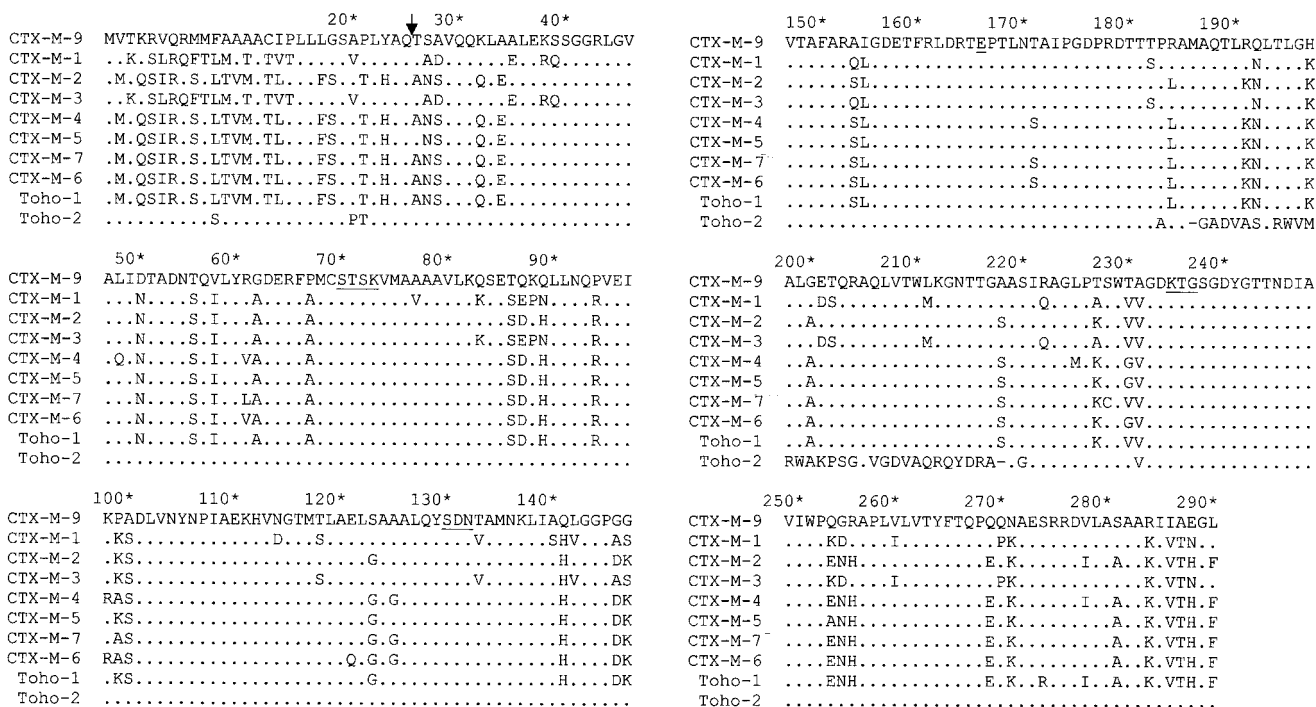 20* 30* 40*
CTX-M-9 MVTKRVQRMMFAAAACIPLLLGSAPLYAQTSAVQQKLAALEKSSGGRLGV
CTX-M-1 ..K.SLRQFTLM.T.TVT.....V......AD.......E..RQ.......
CTX-M-2 .M.QSIR.S.LTVM.TL...FS..T.H..ANS...Q.E............
CTX-M-3 ..K.SLRQFTLM.T.TVT.....V......AD.......E..RQ.......
CTX-M-4 .M.QSIR.S.LTVM.TL...FS..T.H..ANS...Q.E............
CTX-M-5 .M.QSIR.S.LTVM.TL...FS..T.H..ANS.....E............
CTX-M-7 .M.QSIR.S.LTVM.TL...FS..T.H..ANS...Q.E............
CTX-M-6 .M.QSIR.S.LTVM.TL...FS..T.H..ANS...Q.E............
Toho-1 .M.QSIR.S.LTVM.TL...FS..T.H..ANS...Q.E............
Toho-2 ..........S...........PT..........................
50* 60* 70* 80* 90*
CTX-M-9 ALIDTADNTQVLYRGDERFPMCSTSKVMAAAAVLKQSETQKQLLNQPVEI
CTX-M-1 ...N....S.I...A....A.........V.....K..SEPN....R...
CTX-M-2 ...N....S.I...A....A..................SD.H....R...
CTX-M-3 ...N....S.I...A....A...............K..SEPN....R...
CTX-M-4 .Q.N....S.I..VA....A..................SD.H....R...
CTX-M-5 ...N....S.I...A....A..................SD.H....R...
CTX-M-7 ...N....S.I..LA....A..................SD.H....R...
CTX-M-6 ...N....S.I..VA....A..................SD.H....R...
Toho-1 ...N....S.I...A....A..................SD.H....R...
Toho-2 ..................................................
100* 110* 120* 130* 140*
CTX-M-9 KPADLVNYNPIAEKHVNGTMTLAELSAAALQYSDNTAMNKLIAQLGGPGG
CTX-M-1 .KS.............D...S..............V.......AHV...AS
CTX-M-2 .KS......................G.................H....DK
CTX-M-3 .KS.................S..............V.......HV...AS
CTX-M-4 RAS......................G.G...............H....DK
CTX-M-5 .KS......................G.................H....DK
CTX-M-7 .AS......................G.G...............H....DK
CTX-M-6 RAS....................Q.G.G...............H....DK
Toho-1 .KS......................G.................H....DK
Toho-2 ..................................................
150* 160* 170* 180* 190*
CTX-M-9 VTAFARAIGDETFRLDRTEPTLNTAIPGDPRDTTTPRAMAQTLRQLTLGH
CTX-M-1 ......QL...........................S........N....K
CTX-M-2 ......SL.............................L.....KN....K
CTX-M-3 ......QL...........................S........N....K
CTX-M-4 ......SL...............S.............L.....KN....K
CTX-M-5 ......SL.............................L.....KN....K
CTX-M-7 ......SL...............S.............L.....KN....K
CTX-M-6 ......SL...............S.............L.....KN....K
Toho-1 ......SL.............................L.....KN....K
Toho-2 ...................................A..-GADVAS.RWVM
200* 210* 220* 230* 240*
CTX-M-9 ALGETQRAQLVTWLKGNTTGAASIRAGLPTSWTAGDKTGSGDYGTTNDIA
CTX-M-1 ...DS........M..........Q....A..VV................
CTX-M-2 ..A..................S.......K..VV................
CTX-M-3 ...DS........M..........Q....A..VV................
CTX-M-4 ..A..................S.....M.K..GV................
CTX-M-5 ..A..................S.......K..GV................
CTX-M-7 ..A..................S.......KC.GV................
CTX-M-6 ..A..................S.......K..GV................
Toho-1 ..A..................S.......K..VV................
Toho-2 RWAKPSG.VGDVAQRQYDRA-.G..........V................
250* 260* 270* 280* 290*
CTX-M-9 VIWPQGRAPLVLVTYFTQPQQNAESRRDVLASAARIIAEGL
CTX-M-1 ....KD.....I.........PK...........K.VTN..
CTX-M-2 ....ENH............E.K......I..A..K.VTH.F
CTX-M-3 ....KD.....I.........PK...........K.VTN..
CTX-M-4 ....ENH............E.K......I..A..K.VTH.F
CTX-M-5 ....ANH............E.K.........A..K.VTH.F
CTX-M-7 ....ENH............E.K.........A..K.VTH.F
CTX-M-6 ....ENH............E.K.........A..K.VTH.F
Toho-1 ....ENH............E.K..R...I..A..K.VTH.F
Toho-2 .........................................